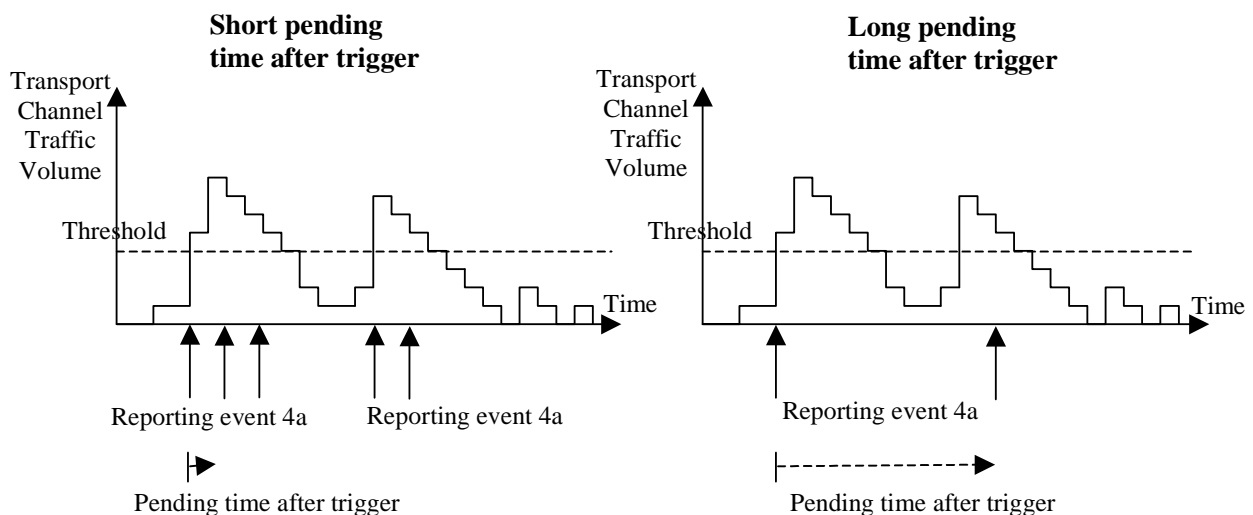 Short pending
time after trigger
Transport
Channel
Traffic
Volume
Threshold
Time
Reporting event 4a
Reporting event 4a
Pending time after trigger
Long pending
time after trigger
Transport
Channel
Traffic
Volume
Threshold
Time
Reporting event 4a
Pending time after trigger